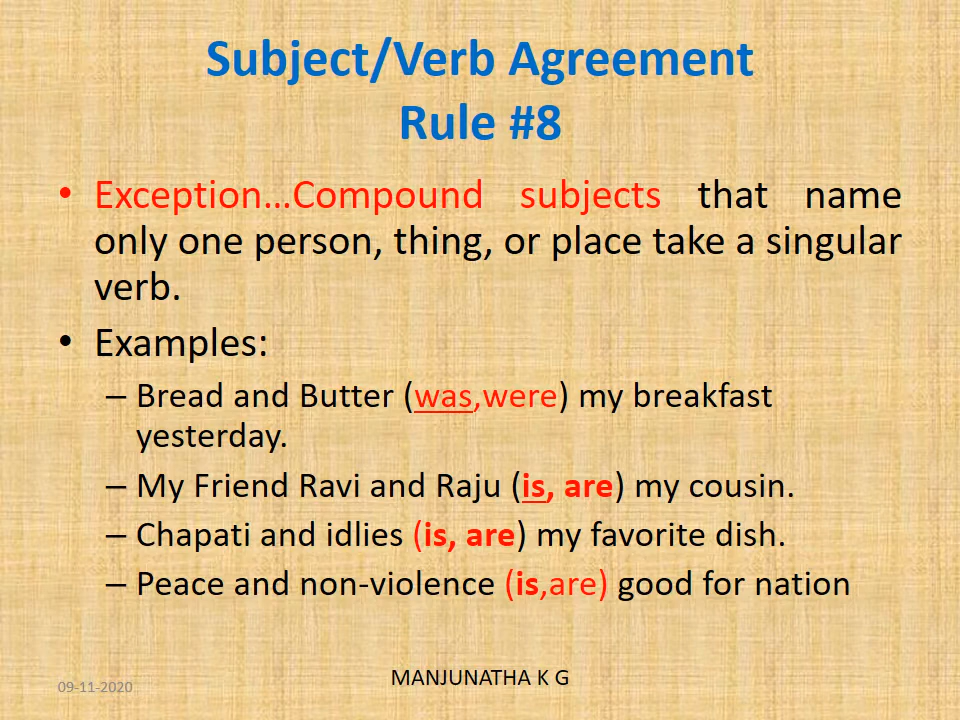 Subject/Verb Agreement
Rule #8
• Exception…Compound subjects that name
only one person, thing, or place take a singular
verb.
• Examples:
– Bread and Butter (was,were) my breakfast
yesterday.
– My Friend Ravi and Raju (is, are) my cousin.
– Chapati and idlies (is, are) my favorite dish.
– Peace and non-violence (is,are) good for nation
09-11-2020
MANJUNATHA K G